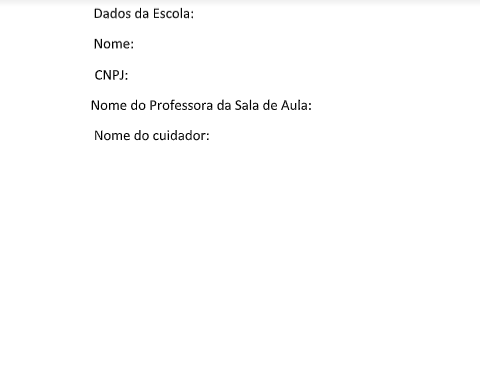 Dados da Escola:
Nome:
CNPJ:
Nome do Professora da Sala de Aula:
Nome do cuidador: